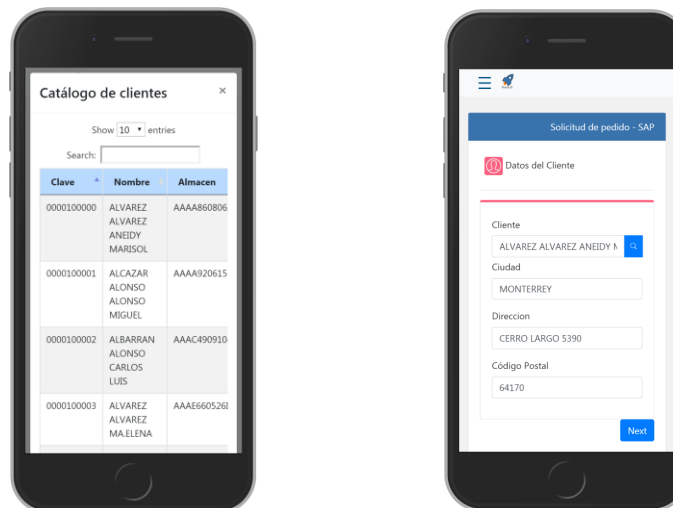 Catálogo de clientes ×
Show 10 entries
Search:
Clave Nombre Almacen
0000100000 ALVAREZ AAAA860806
ALVAREZ
ANEIDY
MARISOL
0000100001 ALCAZAR AAAA920615
ALONSO
ALONSO
MIGUEL
0000100002 ALBARRAN AAAC490910
ALONSO
CARLOS
LUIS
0000100003 ALVAREZ AAAE660526
ALVAREZ
MA.ELENA
Solicitud de pedido - SAP
Datos del Cliente
Cliente
ALVAREZ ALVAREZ ANEIDY M
Ciudad
MONTERREY
Direccion
CERRO LARGO 5390
Código Postal
64170
Next